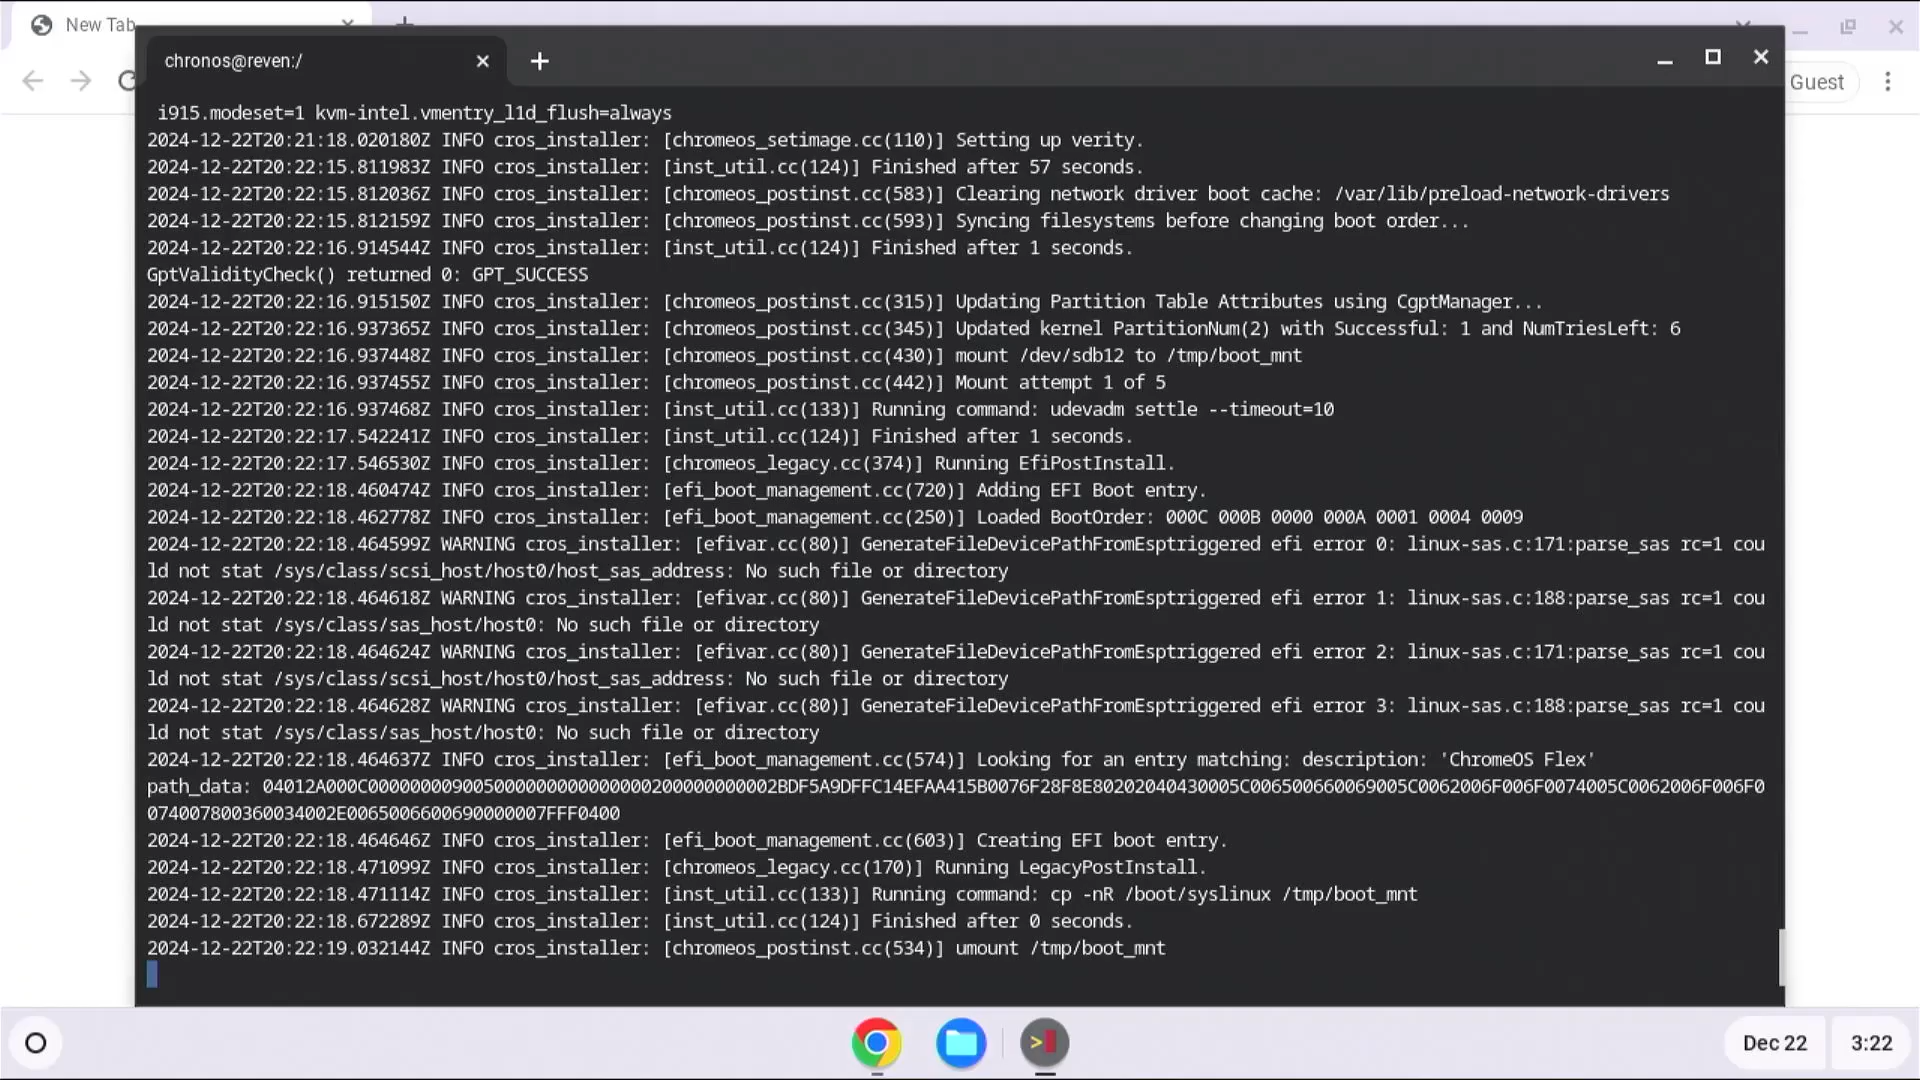 New Tab
chronos@reven:/
Guest
i915.modeset=1 kvm-intel.vmentry_l1d_flush=always
2024-12-22T20:21:18.020180Z INFO cros_installer: [chromeos_setimage.cc(110)] Setting up verity.
2024-12-22T20:22:15.811983Z INFO cros_installer: [inst_util.cc(124)] Finished after 57 seconds.
2024-12-22T20:22:15.812036Z INFO cros_installer: [chromeos_postinst.cc(583)] Clearing network driver boot cache: /var/lib/preload-network-drivers
2024-12-22T20:22:15.812159Z INFO cros_installer: [chromeos_postinst.cc(593)] Syncing filesystems before changing boot order...
2024-12-22T20:22:16.914544Z INFO cros_installer: [inst_util.cc(124)] Finished after 1 seconds.
GptValidityCheck() returned 0: GPT_SUCCESS
2024-12-22T20:22:16.915150Z INFO cros_installer: [chromeos_postinst.cc(315)] Updating Partition Table Attributes using CgptManager...
2024-12-22T20:22:16.937365Z INFO cros_installer: [chromeos_postinst.cc(345)] Updated kernel PartitionNum(2) with Successful: 1 and NumTriesLeft: 6
2024-12-22T20:22:16.937448Z INFO cros_installer: [chromeos_postinst.cc(430)] mount /dev/sdb12 to /tmp/boot_mnt
2024-12-22T20:22:16.937455Z INFO cros_installer: [chromeos_postinst.cc(442)] Mount attempt 1 of 5
2024-12-22T20:22:16.937468Z INFO cros_installer: [inst_util.cc(133)] Running command: udevadm settle --timeout=10
2024-12-22T20:22:17.542241Z INFO cros_installer: [inst_util.cc(124)] Finished after 1 seconds.
2024-12-22T20:22:17.546530Z INFO cros_installer: [chromeos_legacy.cc(374)] Running EfiPostInstall.
2024-12-22T20:22:18.460474Z INFO cros_installer: [efi_boot_management.cc(720)] Adding EFI Boot entry.
2024-12-22T20:22:18.462778Z INFO cros_installer: [efi_boot_management.cc(250)] Loaded BootOrder: 000C 000B 0000 000A 0001 0004 0009
2024-12-22T20:22:18.464599Z WARNING cros_installer: [efivar.cc(80)] GenerateFileDevicePathFromEsptriggered efi error 0: linux-sas.c:171:parse_sas rc=1 cou
ld not stat /sys/class/scsi_host/host0/host_sas_address: No such file or directory
2024-12-22T20:22:18.464618Z WARNING cros_installer: [efivar.cc(80)] GenerateFileDevicePathFromEsptriggered efi error 1: linux-sas.c:188:parse_sas rc=1 cou
ld not stat /sys/class/sas_host/host0: No such file or directory
2024-12-22T20:22:18.464624Z WARNING cros_installer: [efivar.cc(80)] GenerateFileDevicePathFromEsptriggered efi error 2: linux-sas.c:171:parse_sas rc=1 cou
ld not stat /sys/class/scsi_host/host0/host_sas_address: No such file or directory
2024-12-22T20:22:18.464628Z WARNING cros_installer: [efivar.cc(80)] GenerateFileDevicePathFromEsptriggered efi error 3: linux-sas.c:188:parse_sas rc=1 cou
ld not stat /sys/class/sas_host/host0: No such file or directory
2024-12-22T20:22:18.464637Z INFO cros_installer: [efi_boot_management.cc(574)] Looking for an entry matching: description: 'ChromeOS Flex'
path_data: 
2024-12-22T20:22:18.464646Z INFO cros_installer: [efi_boot_management.cc(603)] Creating EFI boot entry.
2024-12-22T20:22:18.471099Z INFO cros_installer: [chromeos_legacy.cc(170)] Running LegacyPostInstall.
2024-12-22T20:22:18.471114Z INFO cros_installer: [inst_util.cc(133)] Running command: cp -nR /boot/syslinux /tmp/boot_mnt
2024-12-22T20:22:18.672289Z INFO cros_installer: [inst_util.cc(124)] Finished after 0 seconds.
2024-12-22T20:22:19.032144Z INFO cros_installer: [chromeos_postinst.cc(534)] umount /tmp/boot_mnt
Dec 22
3:22